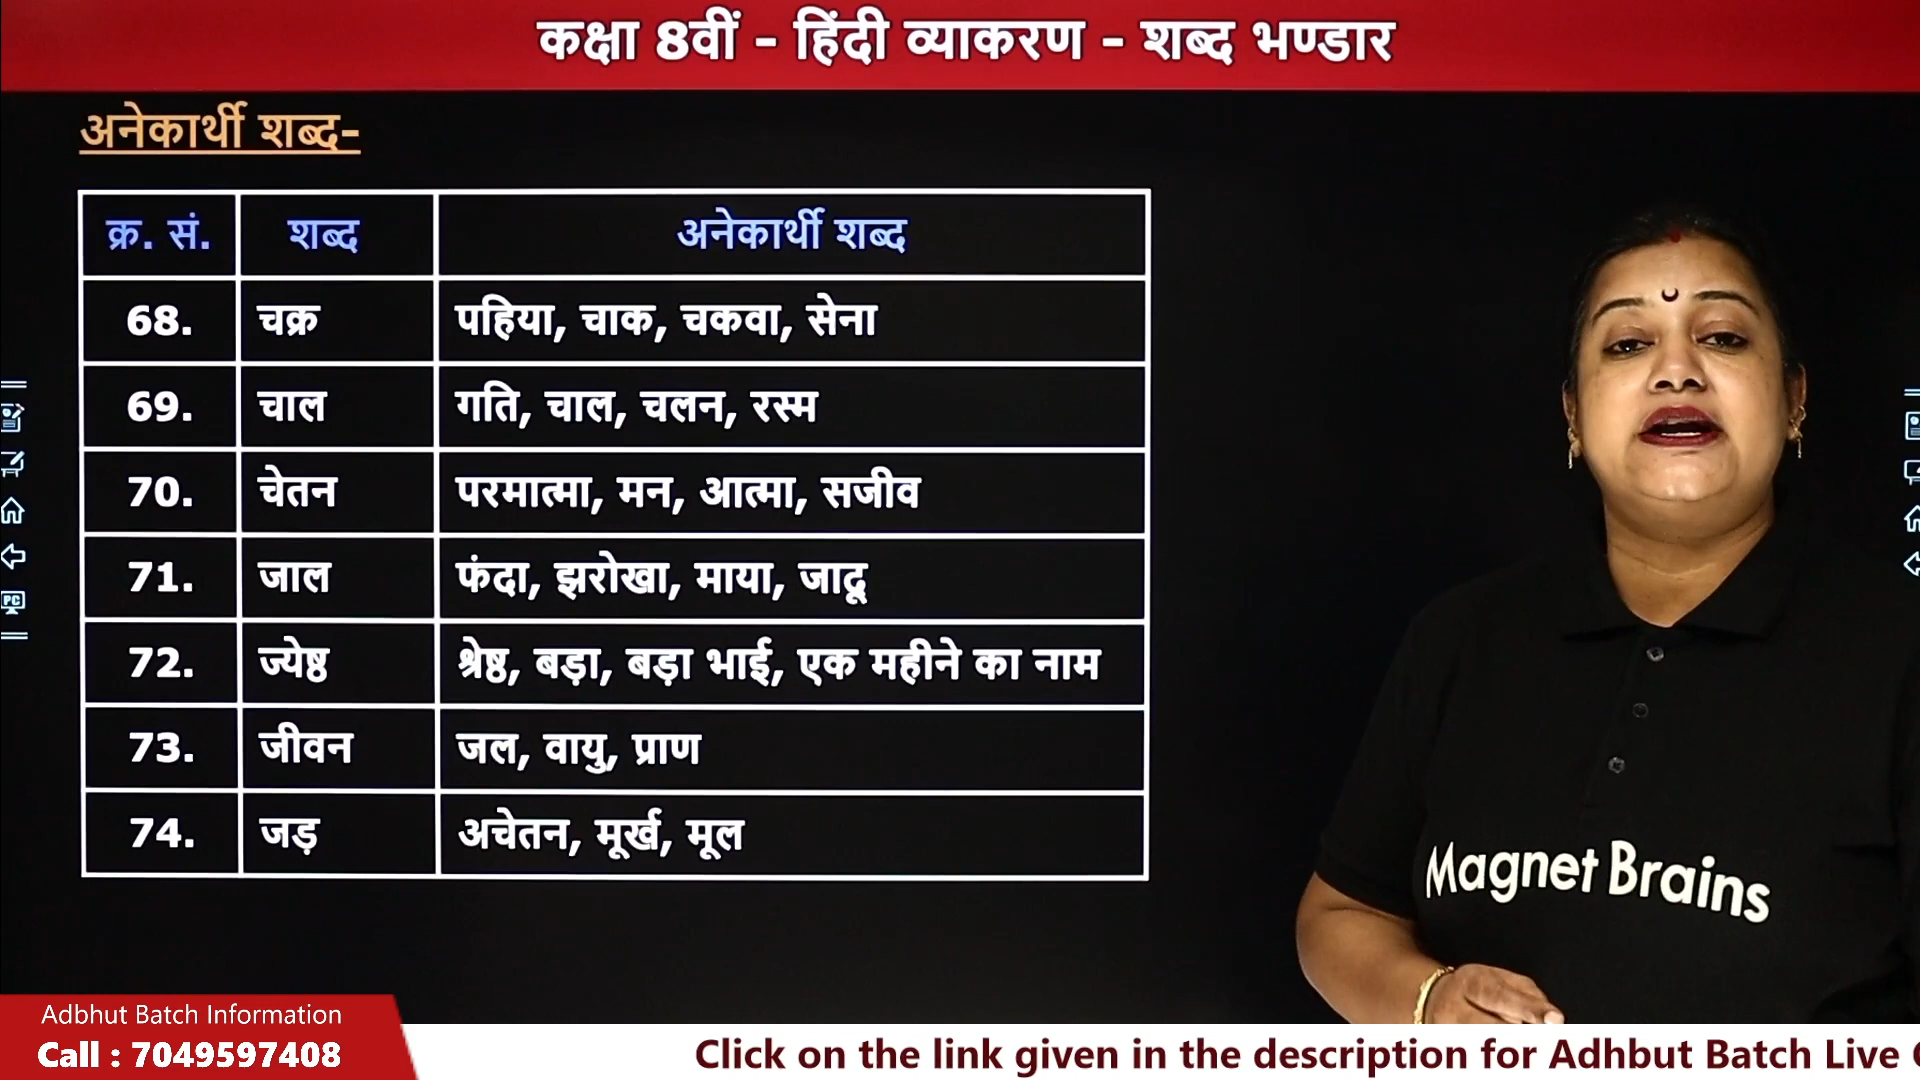 कक्षा 8वीं - हिंदी व्याकरण - शब्द भण्डार
अनेकार्थी शब्द-
क्र. सं. शब्द अनेकार्थी शब्द
68. चक्र पहिया, चाक, चकवा, सेना
69. चाल गति, चाल, चलन, रस्म
70. चेतन परमात्मा, मन, आत्मा, सजीव
71. जाल फंदा, झरोखा, माया, जादू
72. ज्येष्ठ श्रेष्ठ, बड़ा, बड़ा भाई, एक महीने का नाम
73. जीवन जल, वायु, प्राण
74. जड़ अचेतन, मूर्ख, मूल
PC
Magnet Brains
Adbhut Batch Information
Call : 7049597408
Click on the link given in the description for Adhbut Batch Live